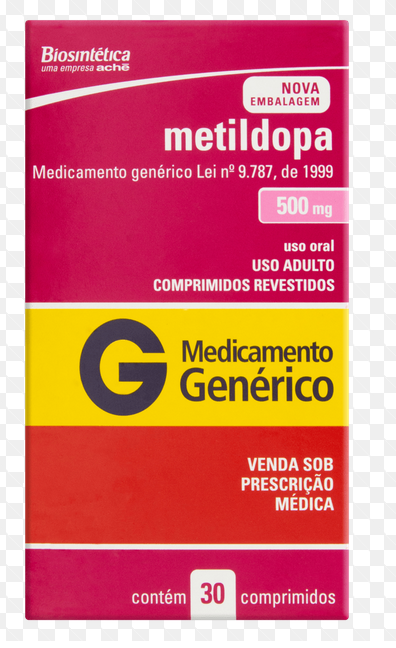 Biosintética
uma empresa achē
NOVA
EMBALAGEM
metildopa
Medicamento genérico Lei nº 9.787, de 1999
500 mg
uso oral
USO ADULTO
COMPRIMIDOS REVESTIDOS
G Medicamento
Genérico
VENDA SOB
PRESCRIÇÃO
MÉDICA
contém 30 comprimidos